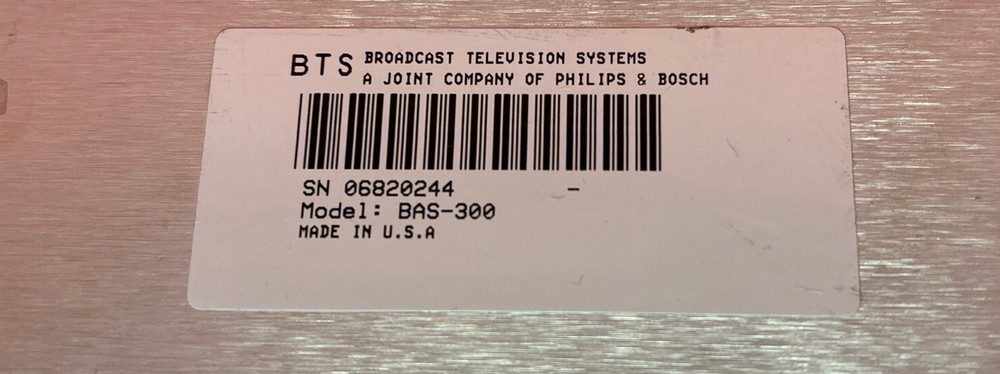 BTS BROADCAST TELEVISION SYSTEMS
A JOINT COMPANY OF PHILIPS & BOSCH
SN 06820244 -
Model: BAS-300
MADE IN U.S.A